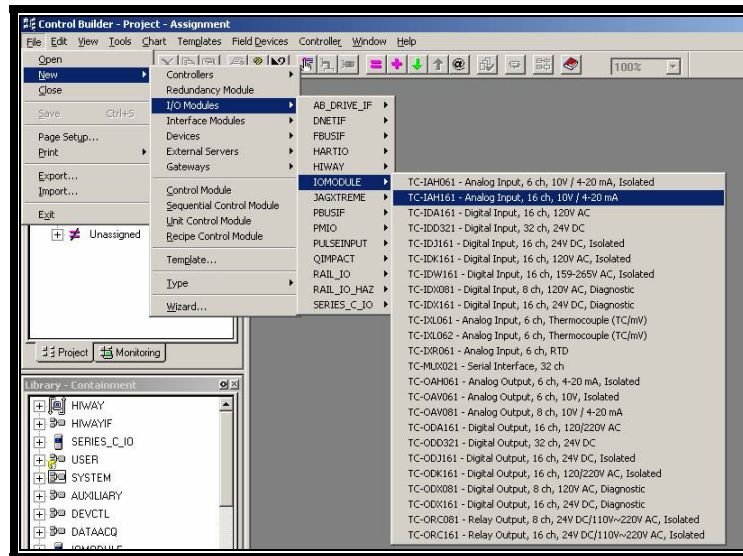 Control Builder - Project - Assignment
File Edit View Tools Chart Templates Field Devices Controller Window Help
100%
Open
New
Close
Save Ctrl+S
Page Setup...
Print
Export...
Import...
Exit
Controllers
Redundancy Module
I/O Modules
Interface Modules
Devices
External Servers
Gateways
Control Module
Sequential Control Module
Unit Control Module
Recipe Control Module
Template...
Type
Wizard...
AB_DRIVE_IF
DNETIF
FBUSIF
HARTIO
HIWAY
IOMODULE
JAGXTREME
PBUSIF
PMIO
PULSEINPUT
QIMPACT
RAIL_IO
RAIL_IO_HAZ
SERIES_C_IO
TC-IAH061 - Analog Input, 6 ch, 10V / 4-20 mA, Isolated
TC-IAH161 - Analog Input, 16 ch, 10V / 4-20 mA
TC-IDA161 - Digital Input, 16 ch, 120V AC
TC-IDD321 - Digital Input, 32 ch, 24V DC
TC-IDJ161 - Digital Input, 16 ch, 24V DC, Isolated
TC-IDK161 - Digital Input, 16 ch, 120V AC, Isolated
TC-IDW161 - Digital Input, 16 ch, 159-265V AC, Isolated
TC-IDX081 - Digital Input, 8 ch, 120V AC, Diagnostic
TC-IDX161 - Digital Input, 16 ch, 24V DC, Diagnostic
TC-IXL061 - Analog Input, 6 ch, Thermocouple (TC/mV)
TC-IXL062 - Analog Input, 6 ch, Thermocouple (TC/mV)
TC-IXR061 - Analog Input, 6 ch, RTD
TC-MUX021 - Serial Interface, 32 ch
TC-OAH061 - Analog Output, 6 ch, 4-20 mA, Isolated
TC-OAV061 - Analog Output, 6 ch, 10V, Isolated
TC-OAV081 - Analog Output, 8 ch, 10V / 4-20 mA
TC-ODA161 - Digital Output, 16 ch, 120/220V AC
TC-ODD321 - Digital Output, 32 ch, 24V DC
TC-ODJ161 - Digital Output, 16 ch, 24V DC, Isolated
TC-ODK161 - Digital Output, 16 ch, 120/220V AC, Isolated
TC-ODX081 - Digital Output, 8 ch, 120V AC, Diagnostic
TC-ODX161 - Digital Output, 16 ch, 24V DC, Diagnostic
TC-ORC081 - Relay Output, 8 ch, 24V DC/110V~220V AC, Isolated
TC-ORC161 - Relay Output, 16 ch, 24V DC/110V~220V AC, Isolated
Unassigned
Project Monitoring
Library - Containment
HIWAY
HIWAYIF
SERIES_C_IO
USER
SYSTEM
AUXILIARY
DEVCTL
DATAACQ
IOMODULE